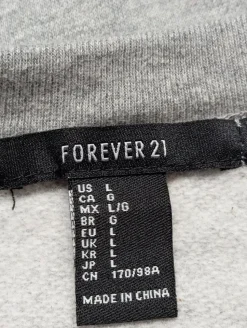 FOREVER 21
US L
CA G
MX L/G
BR G
EU L
UK L
KR L
JP L
CN 170/98A
MADE IN CHINA